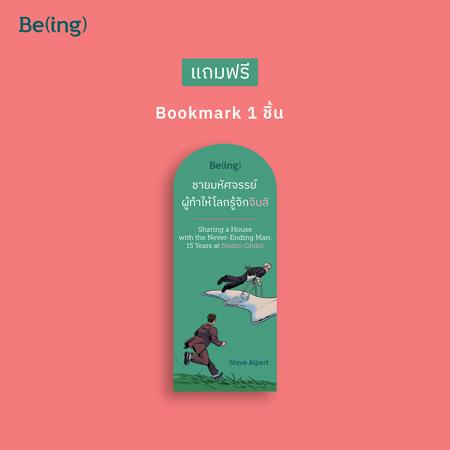 Be(ing)
แถมฟรี
Bookmark 1 ชิ้น
Be(ing)
ชายมหัศจรรย์
ผู้ทำให้โลกรู้จักจิบลิ
Sharing a House
with the Never-Ending Man:
15 Years at Studio Ghibli
Steve Alpert